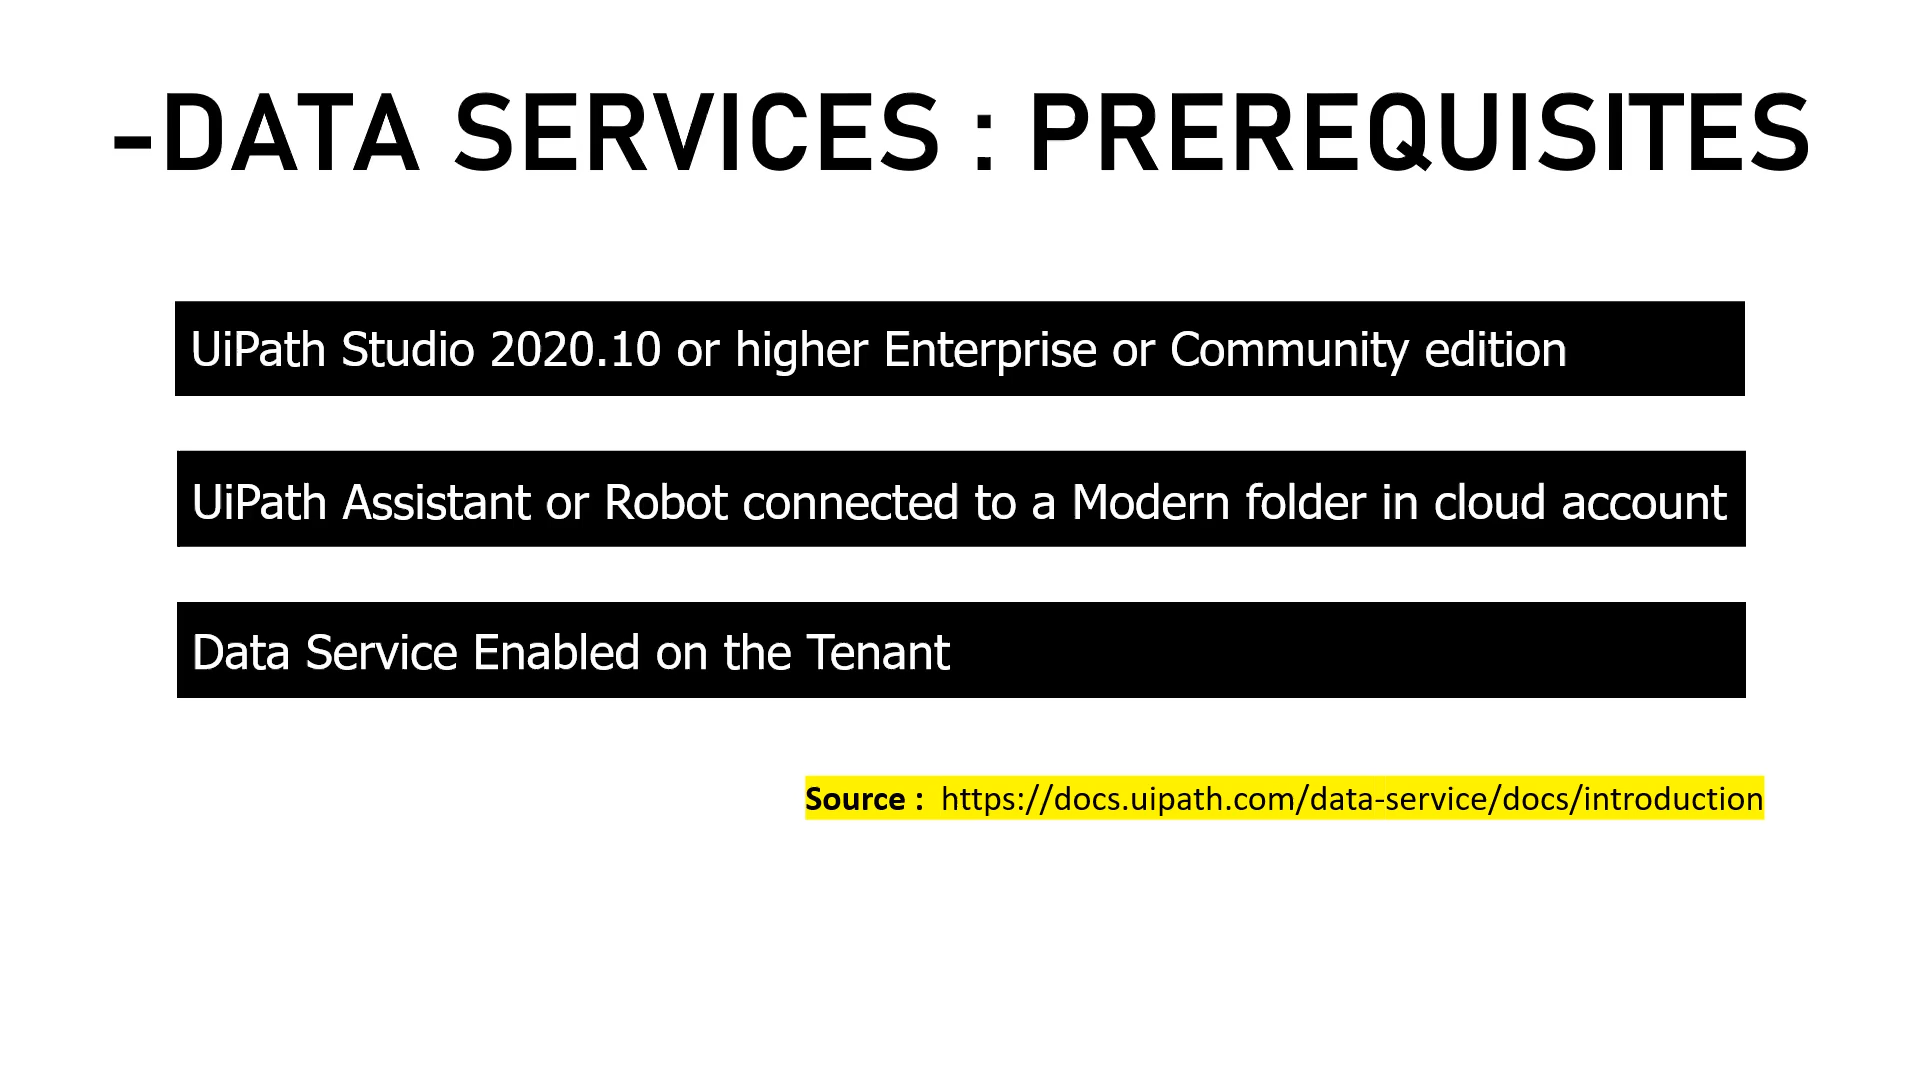 -DATA SERVICES : PREREQUISITES
UiPath Studio 2020.10 or higher Enterprise or Community edition
UiPath Assistant or Robot connected to a Modern folder in cloud account
Data Service Enabled on the Tenant
Source :  https://docs.uipath.com/data-service/docs/introduction